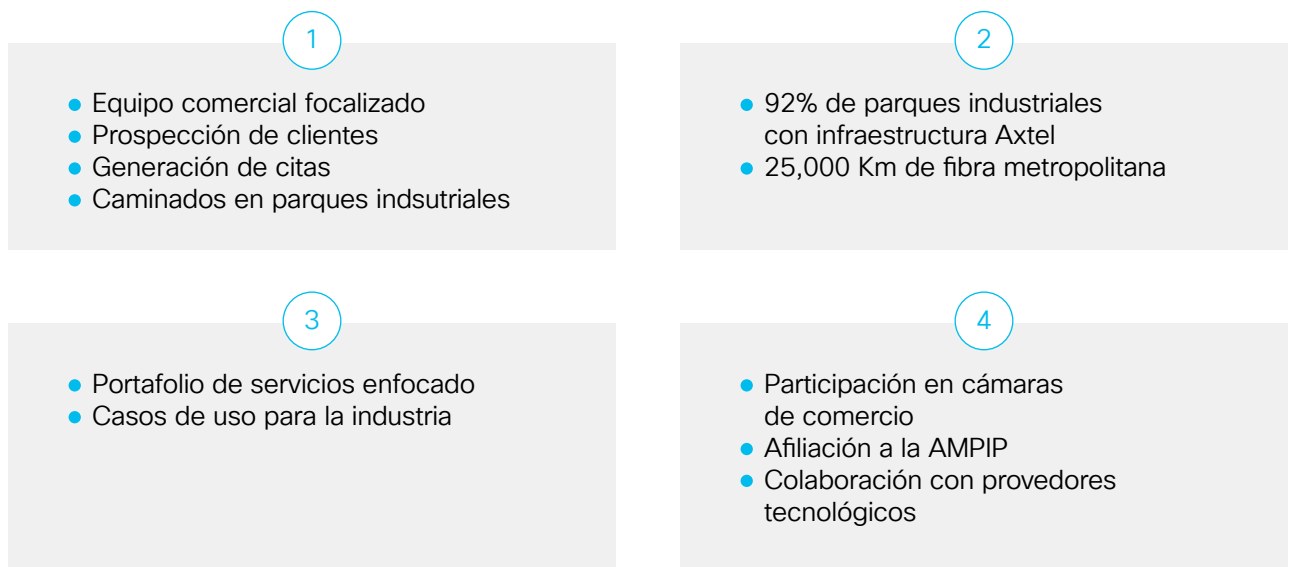 1
Equipo comercial focalizado
Prospección de clientes
Generación de citas
Caminados en parques indsutriales
2
92% de parques industriales
con infraestructura Axtel
25,000 Km de fibra metropolitana
3
Portafolio de servicios enfocado
Casos de uso para la industria
4
Participación en cámaras
de comercio
Afiliación a la AMPIP
Colaboración con provedores
tecnológicos